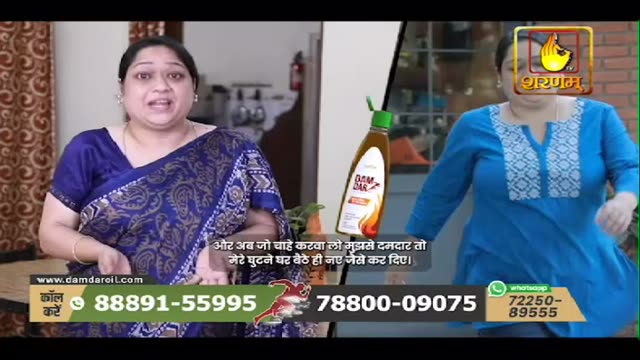 शरणम्
DAM
DAR
और अब जो चाहे करवा लो मुझसे दमदार तो
मेरे घुटने घर बैठे ही नए जैसे कर दिए।
www.damdaroil.com
कॉल
करें
88891-55995
78800-09075
whatsapp
72250-
89555